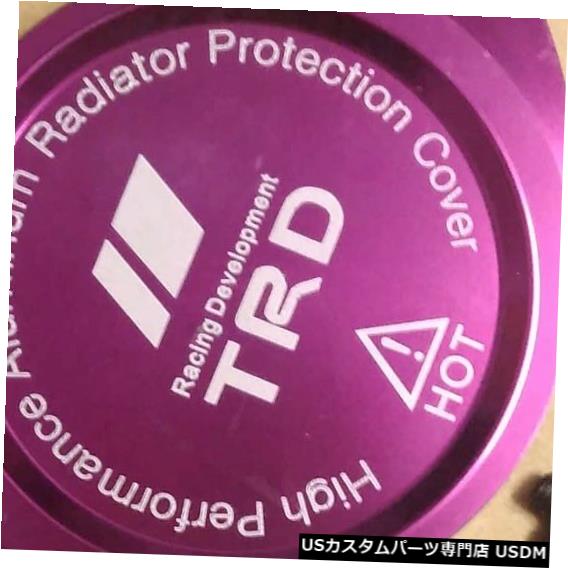 High Performance Aluminum Radiator Protection Cover
Racing Development
TRD
HOT
USカスタムパーツ専門店 USDM